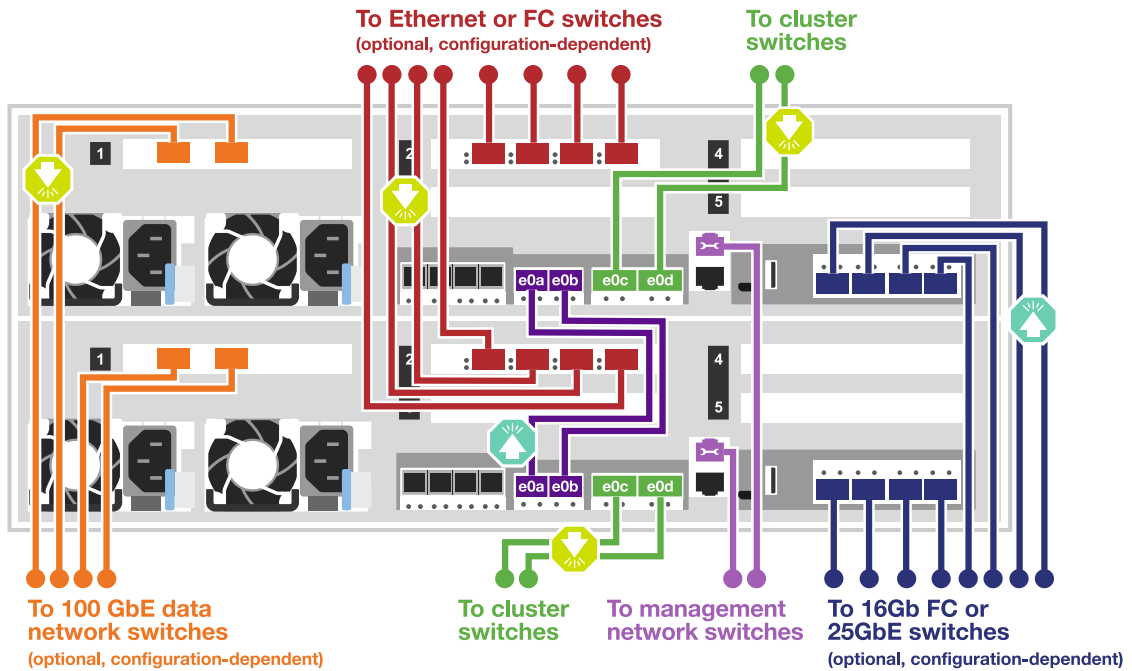 To Ethernet or FC switches
(optional, configuration-dependent)
To cluster
switches
1
2
4
5
e0a e0b
e0c
e0d
1
2
4
5
e0a e0b
e0c
e0d
To 100 GbE data
network switches
(optional, configuration-dependent)
To cluster
switches
To management
network switches
To 16Gb FC or
25GbE switches
(optional, configuration-dependent)